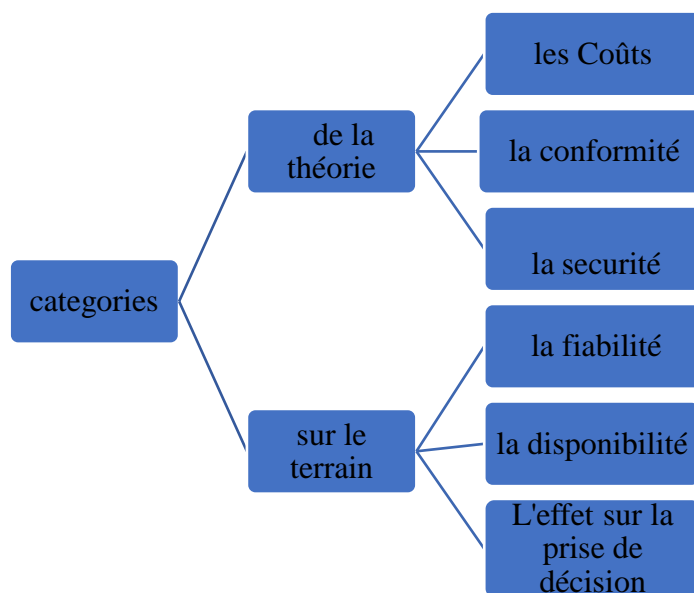 categories
de la
théorie
les Coûts
la conformité
la securité
sur le
terrain
la fiabilité
la disponibilité
L'effet sur la
prise de
décision